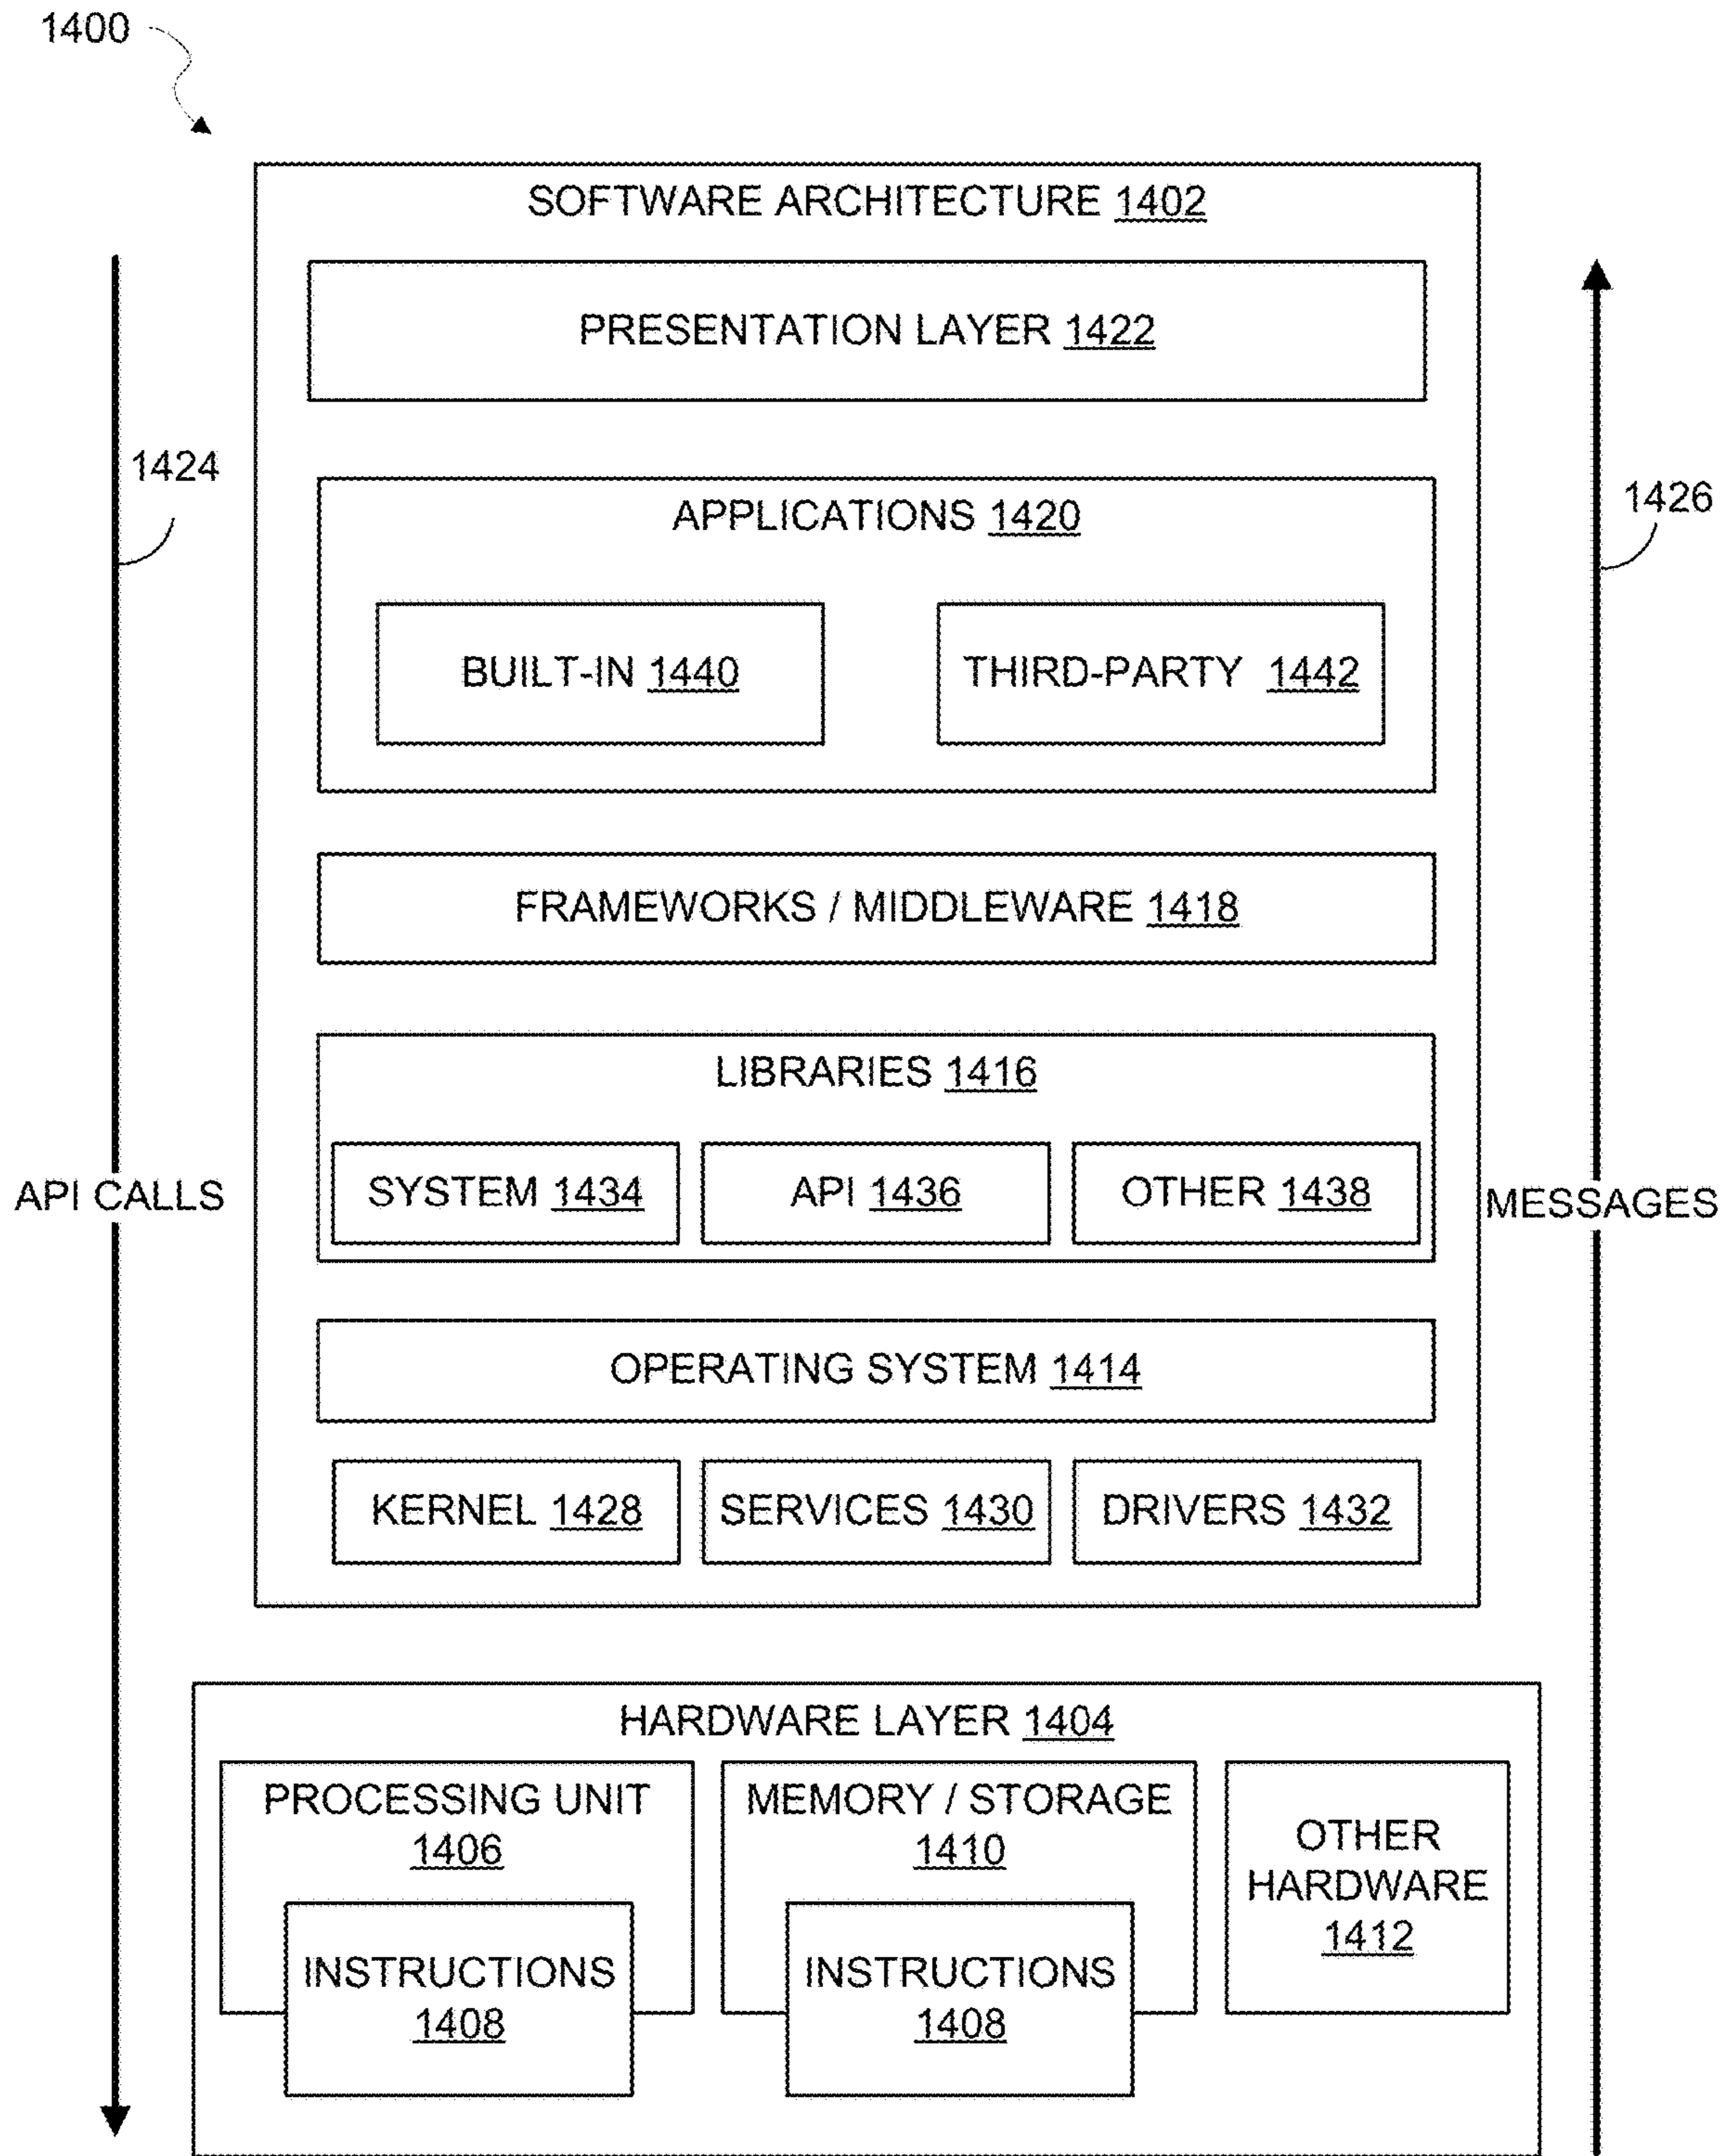 1400
SOFTWARE ARCHITECTURE 1402
PRESENTATION LAYER 1422
1424
1426
APPLICATIONS 1420
BUILT-IN 1440
THIRD-PARTY 1442
FRAMEWORKS / MIDDLEWARE 1418
LIBRARIES 1416
SYSTEM 1434
API 1436
OTHER 1438
API CALLS
MESSAGES
OPERATING SYSTEM 1414
KERNEL 1428
SERVICES 1430
DRIVERS 1432
HARDWARE LAYER 1404
PROCESSING UNIT
1406
INSTRUCTIONS
1408
MEMORY / STORAGE
1410
INSTRUCTIONS
1408
OTHER
HARDWARE
1412